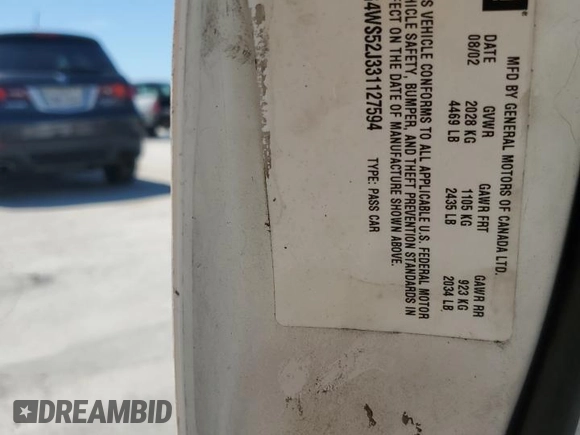 MFD BY GENERAL MOTORS OF CANADA LTD.
DATE GVWR GAWR FRT GAWR RR
08/02 2028 KG 1105 KG 923 KG
4469 LB 2435 LB 2034 LB
VEHICLE CONFORMS TO ALL APPLICABLE U.S. FEDERAL MOTOR
VEHICLE SAFETY, BUMPER, AND THEFT PREVENTION STANDARDS IN
EFFECT ON THE DATE OF MANUFACTURE SHOWN ABOVE.
4WS52J331127594 TYPE: PASS CAR
DREAMBID